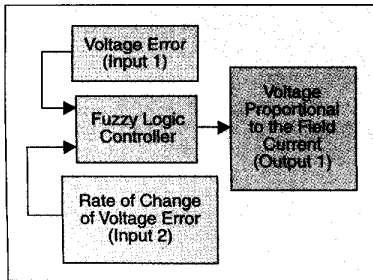 Voltage Error
(Input 1)
Fuzzy Logic
Controller
Voltage
Proportional
to the Field
Current
(Output 1)
Rate of Change
of Voltage Error
(Input 2)